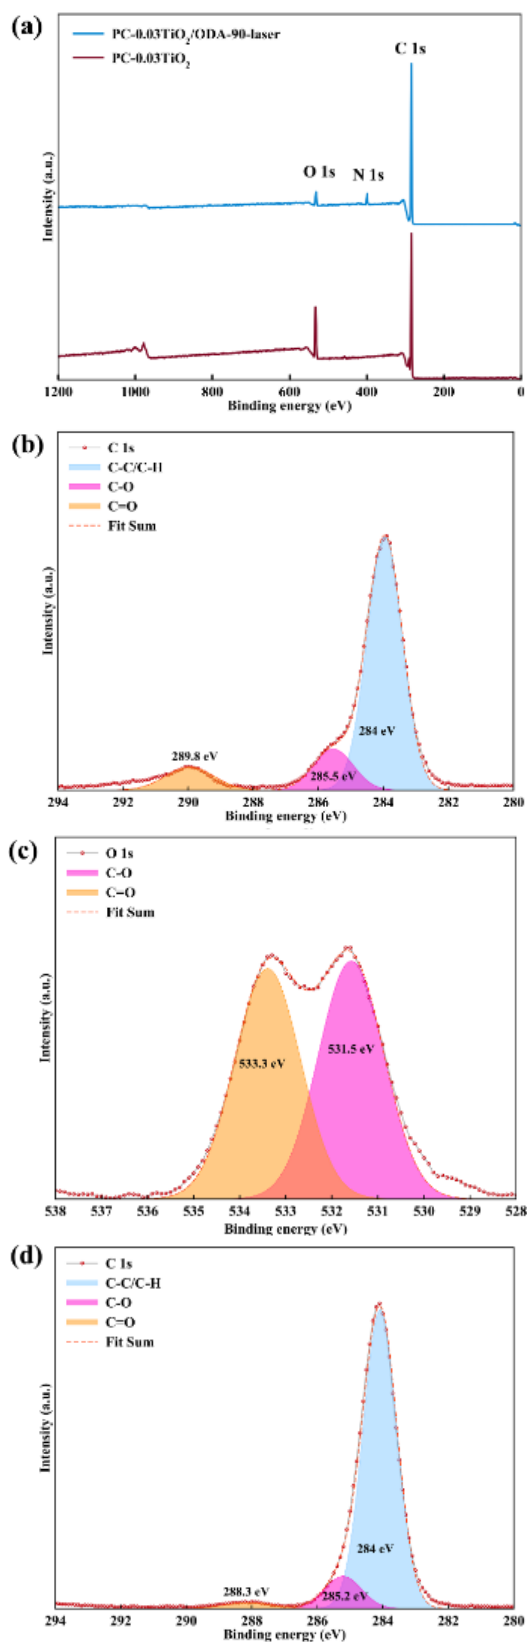 (a)
PC-0.03TiO₂/ODA-90-laser
PC-0.03TiO₂
C 1s
O 1s
N 1s
Intensity (a.u.)
1200 1000 800 600 400 200 0
Binding energy (eV)
(b)
C 1s
C-C/C-H
C-O
C=O
Fit Sum
Intensity (a.u.)
289.8 eV
285.5 eV
284 eV
294 292 290 288 286 284 282 280
Binding energy (eV)
(c)
O 1s
C-O
C=O
Fit Sum
Intensity (a.u.)
533.3 eV
531.5 eV
538 537 536 535 534 533 532 531 530 529 528
Binding energy (eV)
(d)
C 1s
C-C/C-H
C-O
C=O
Fit Sum
Intensity (a.u.)
288.3 eV
285.2 eV
284 eV
294 292 290 288 286 284 282 280
Binding energy (eV)